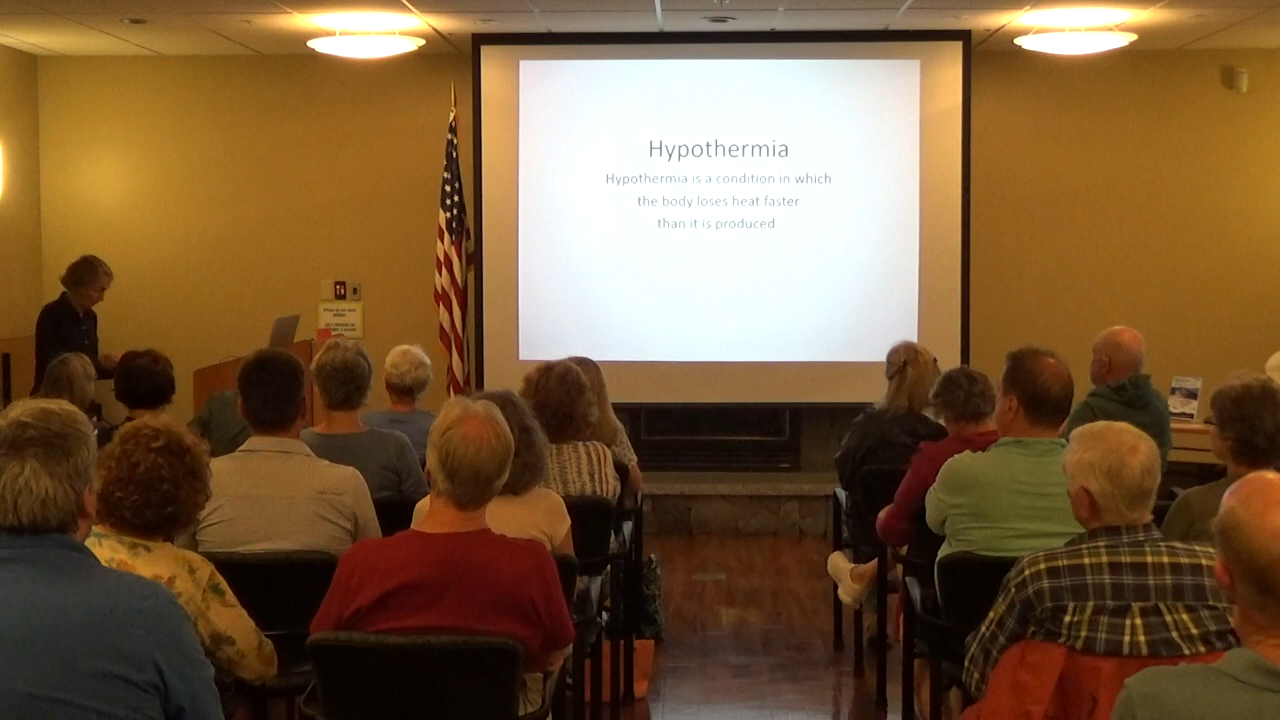 Hypothermia
Hypothermia is a condition in which
the body loses heat faster
than it is produced